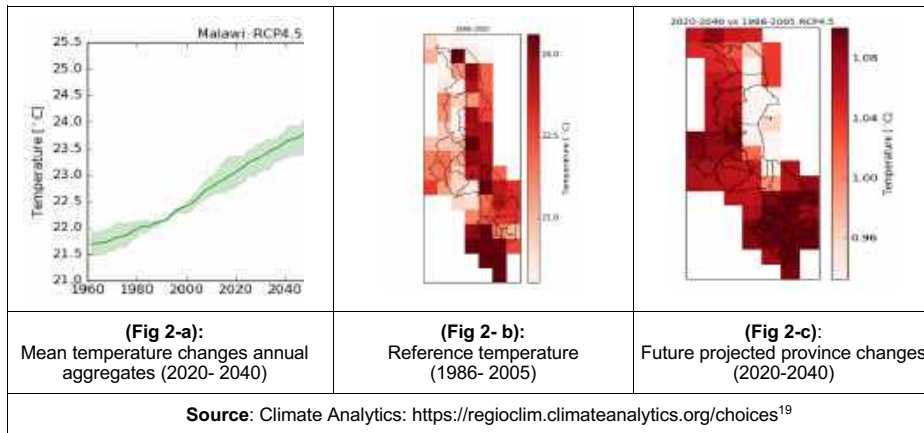 Malawi RCP4.5
25.5
25.0
24.5
24.0
23.5
23.0
22.5
22.0
21.5
21.0
Temperature [°C]
1960
1980
2000
2020
2040
22.5
21.0
Temperature [°C]
2020-2040 vs 1986-2005 RCP4.5
1.08
1.04
1.00
0.96
Temperature [°C]
(Fig 2-a):
Mean temperature changes annual
aggregates (2020- 2040)
(Fig 2- b):
Reference temperature
(1986- 2005)
(Fig 2-c):
Future projected province changes
(2020-2040)
Source: Climate Analytics: https://regioclim.climateanalytics.org/choices19